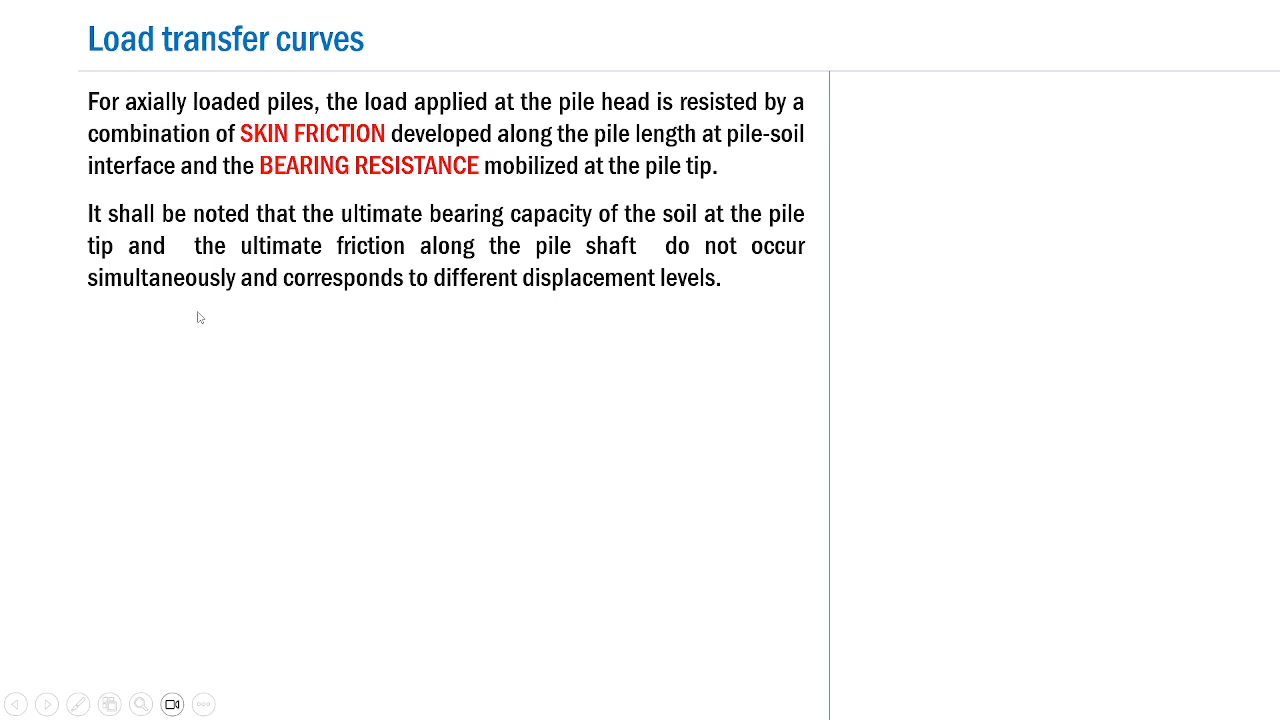 Load transfer curves
For axially loaded piles, the load applied at the pile head is resisted by a
combination of SKIN FRICTION developed along the pile length at pile-soil
interface and the BEARING RESISTANCE mobilized at the pile tip.
It shall be noted that the ultimate bearing capacity of the soil at the pile
tip and the ultimate friction along the pile shaft do not occur
simultaneously and corresponds to different displacement levels.